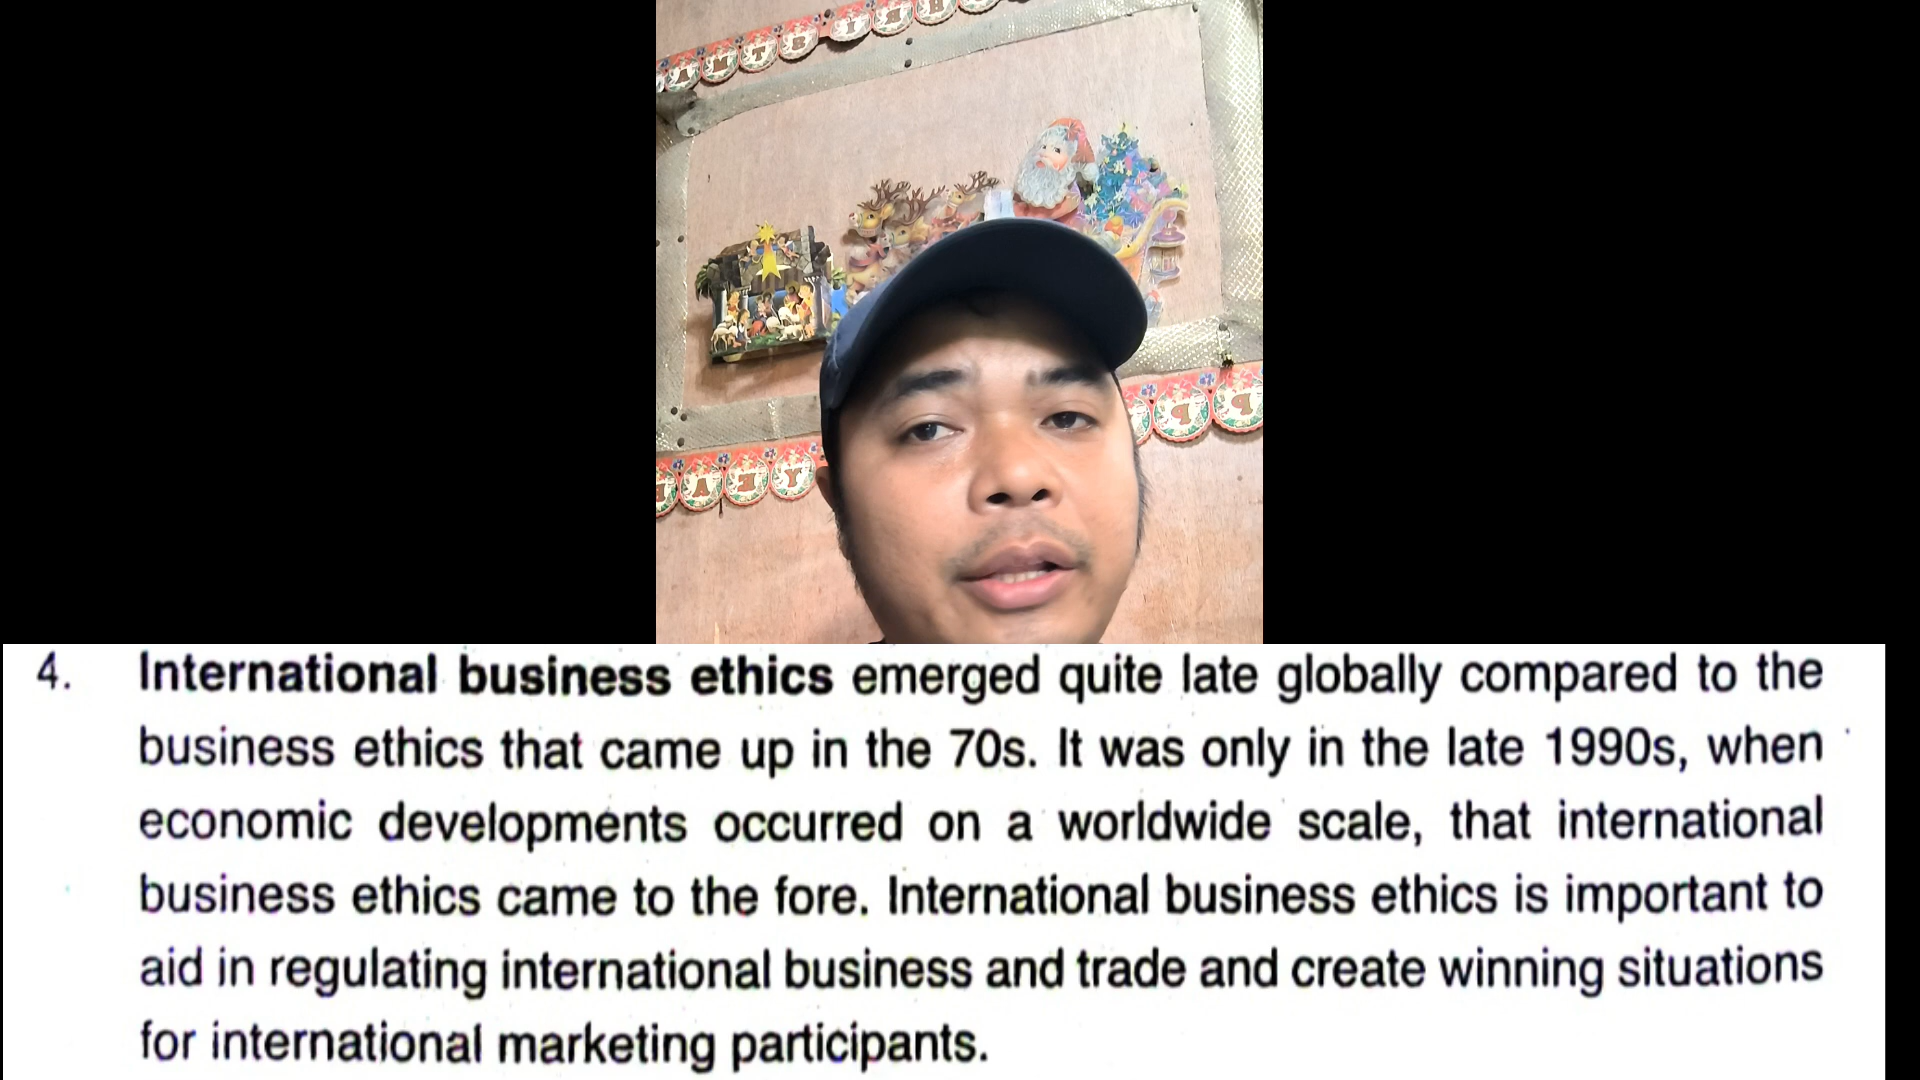 4. International business ethics emerged quite late globally compared to the
business ethics that came up in the 70s. It was only in the late 1990s, when
economic developments occurred on a worldwide scale, that international
business ethics came to the fore. International business ethics is important to
aid in regulating international business and trade and create winning situations
for international marketing participants.